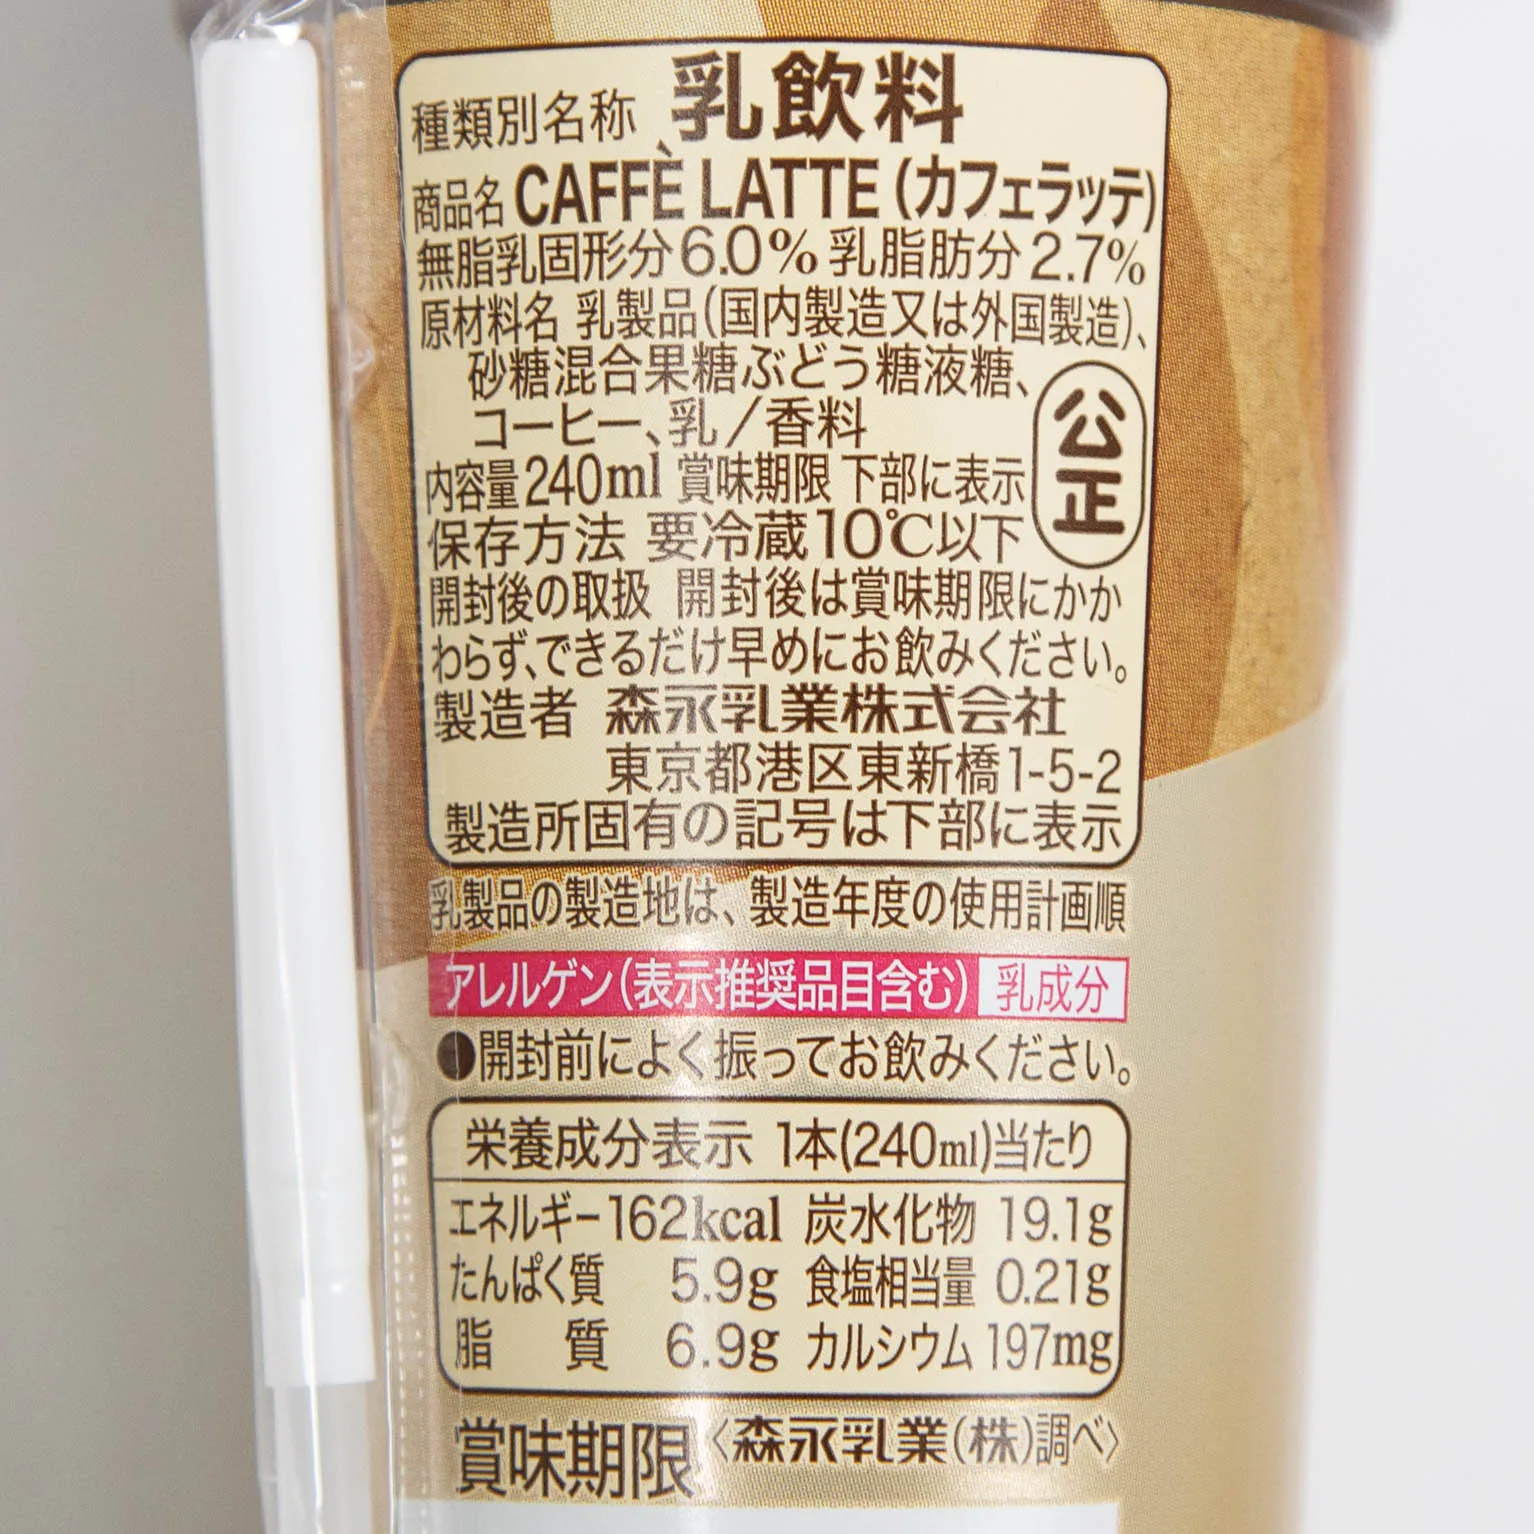 種類別名称 乳飲料
商品名 CAFFÈ LATTE (カフェラッテ)
無脂乳固形分6.0% 乳脂肪分2.7%
原材料名 乳製品(国内製造又は外国製造)、
砂糖混合果糖ぶどう糖液糖、
コーヒー、乳/香料
公正
内容量240ml 賞味期限 下部に表示
保存方法 要冷蔵10℃以下
開封後の取扱 開封後は賞味期限にかか
わらず、できるだけ早めにお飲みください。
製造者 森永乳業株式会社
東京都港区東新橋1-5-2
製造所固有の記号は下部に表示
乳製品の製造地は、製造年度の使用計画順
アレルゲン(表示推奨品目含む) 乳成分
●開封前によく振ってお飲みください。
栄養成分表示 1本(240ml)当たり
エネルギー162kcal 炭水化物 19.1g
たんぱく質 5.9g 食塩相当量 0.21g
脂質 6.9g カルシウム 197mg
賞味期限 〈森永乳業(株)調べ〉